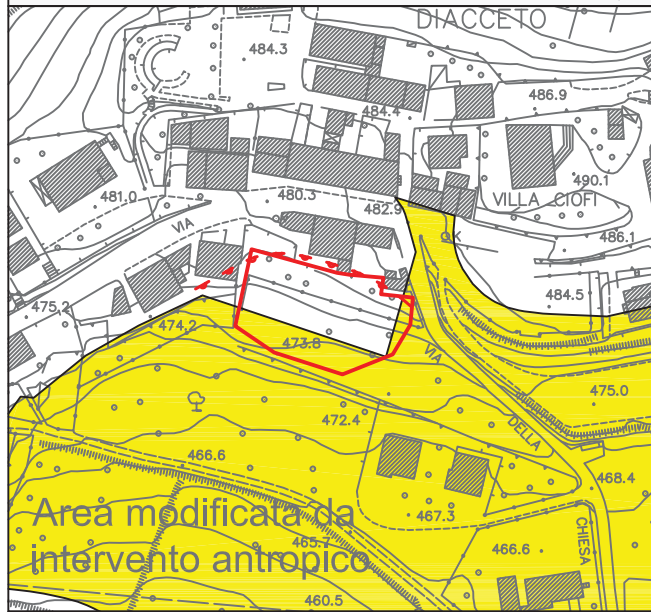 DIACCETO
484.3
484.4
486.9
490.1
481.0
480.3
482.9
VILLA CIOFI
VIA
486.1
475.2
484.5
474.2
473.8
VIA
475.0
472.4
DELLA
466.6
468.4
Area modificata da
467.3
465.7
466.6
CHIESA
intervento antropico
460.5